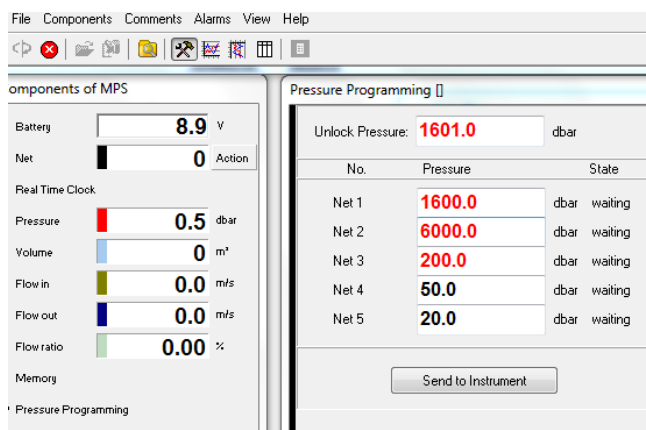 File Components Comments Alarms View Help
omponents of MPS
Battery 8.9 V
Net 0 Action
Real Time Clock
Pressure 0.5 dbar
Volume 0 m³
Flow in 0.0 m/s
Flow out 0.0 m/s
Flow ratio 0.00 %
Memory
Pressure Programming
Pressure Programming []
Unlock Pressure: 1601.0 dbar
No. Pressure State
Net 1 1600.0 dbar waiting
Net 2 6000.0 dbar waiting
Net 3 200.0 dbar waiting
Net 4 50.0 dbar waiting
Net 5 20.0 dbar waiting
Send to Instrument